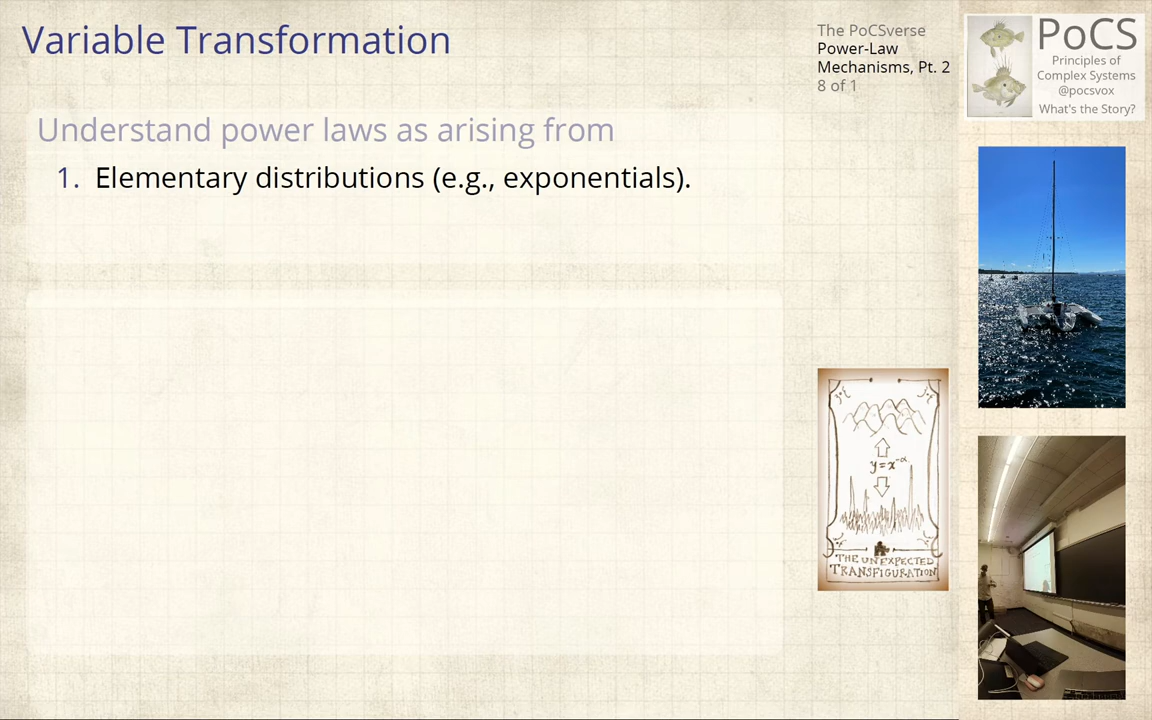 Variable Transformation
The PoCSverse
Power-Law
Mechanisms, Pt. 2
8 of 1
PoCS
Principles of
Complex Systems
@pocsvox
What's the Story?
Understand power laws as arising from
1. Elementary distributions (e.g., exponentials).
y=x^-α
THE UNEXPECTED
TRANSFIGURATION